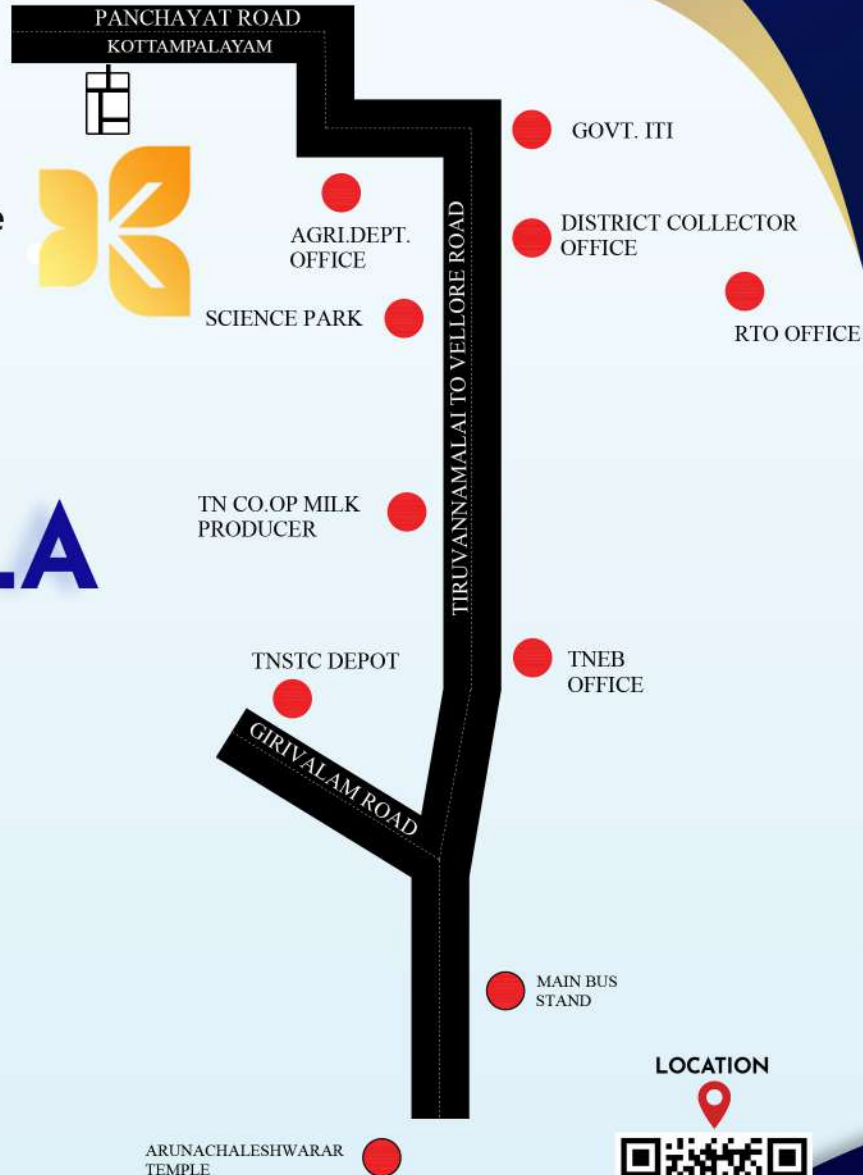 PANCHAYAT ROAD
KOTTAMPALAYAM
GOVT. ITI
AGRI.DEPT.
OFFICE
DISTRICT COLLECTOR
OFFICE
SCIENCE PARK
RTO OFFICE
TIRUVANNAMALAI TO VELLORE ROAD
TN CO.OP MILK
PRODUCER
LA
TNSTC DEPOT
TNEB
OFFICE
GIRIVALAM ROAD
MAIN BUS
STAND
LOCATION
ARUNACHALESHWARAR
TEMPLE